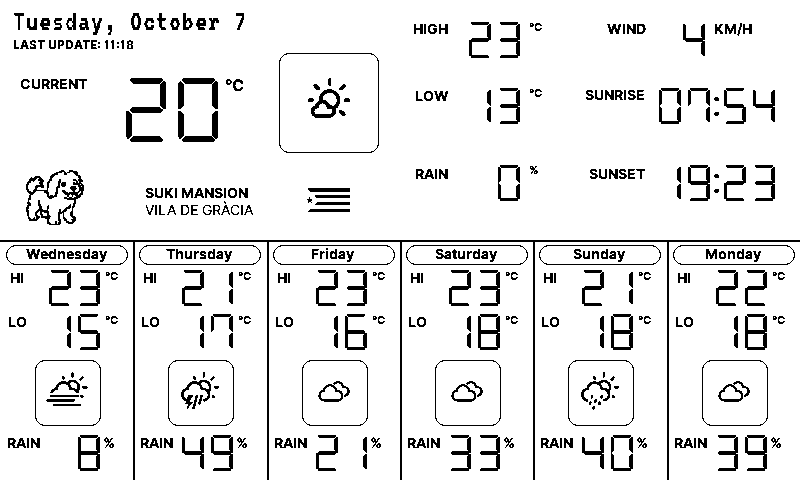 Tuesday, October 7
LAST UPDATE: 11:18
CURRENT 20 °C
SUKI MANSION
VILA DE GRÀCIA
HIGH 23 °C
LOW 13 °C
RAIN 0 %
WIND 4 KM/H
SUNRISE 07:54
SUNSET 19:23
Wednesday
HI 23 °C
LO 15 °C
RAIN 8 %
Thursday
HI 21 °C
LO 17 °C
RAIN 49 %
Friday
HI 23 °C
LO 16 °C
RAIN 21 %
Saturday
HI 23 °C
LO 18 °C
RAIN 33 %
Sunday
HI 21 °C
LO 18 °C
RAIN 40 %
Monday
HI 22 °C
LO 18 °C
RAIN 39 %